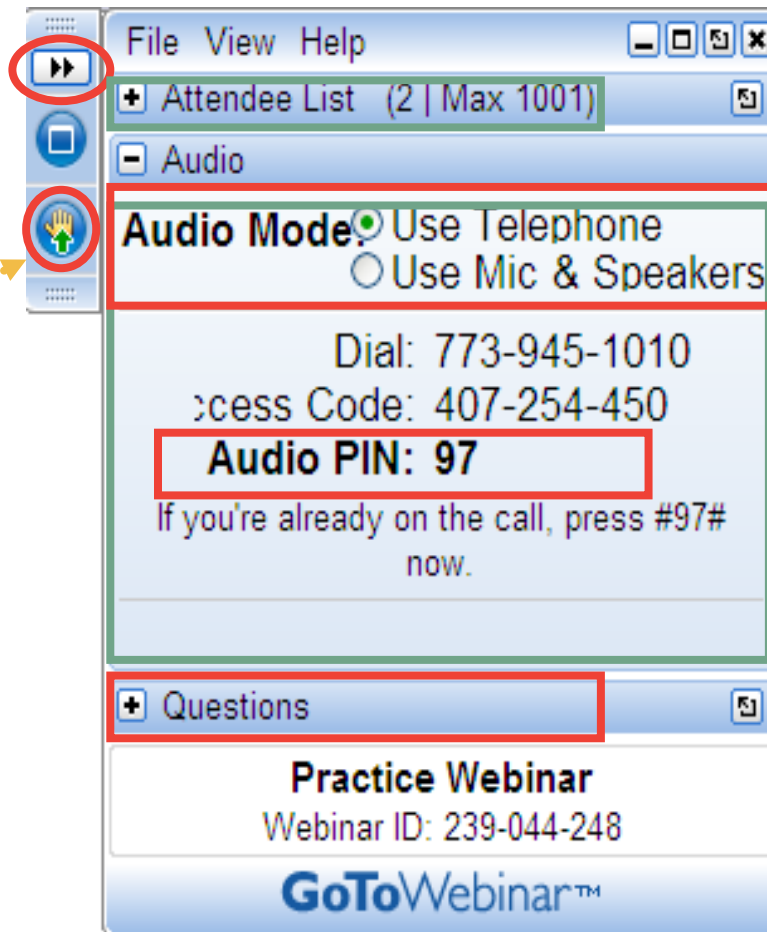 File View Help
Attendee List (2 | Max 1001)
Audio
Audio Mode: Use Telephone
Use Mic & Speakers
Dial: 773-945-1010
ccess Code: 407-254-450
Audio PIN: 97
If you're already on the call, press #97#
now.
Questions
Practice Webinar
Webinar ID: 239-044-248
GoToWebinar™